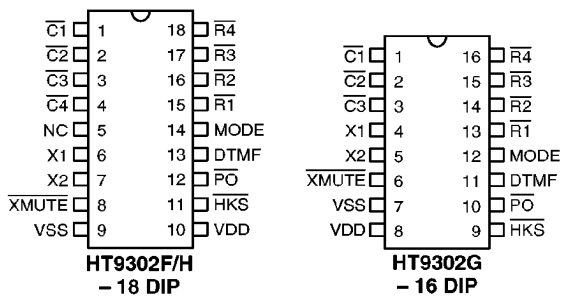 C1 1 18 R4
C2 2 17 R3
C3 3 16 R2
C4 4 15 R1
NC 5 14 MODE
X1 6 13 DTMF
X2 7 12 PO
XMUTE 8 11 HKS
VSS 9 10 VDD
HT9302F/H
– 18 DIP
C1 1 16 R4
C2 2 15 R3
C3 3 14 R2
X1 4 13 R1
X2 5 12 MODE
XMUTE 6 11 DTMF
VSS 7 10 PO
VDD 8 9 HKS
HT9302G
– 16 DIP